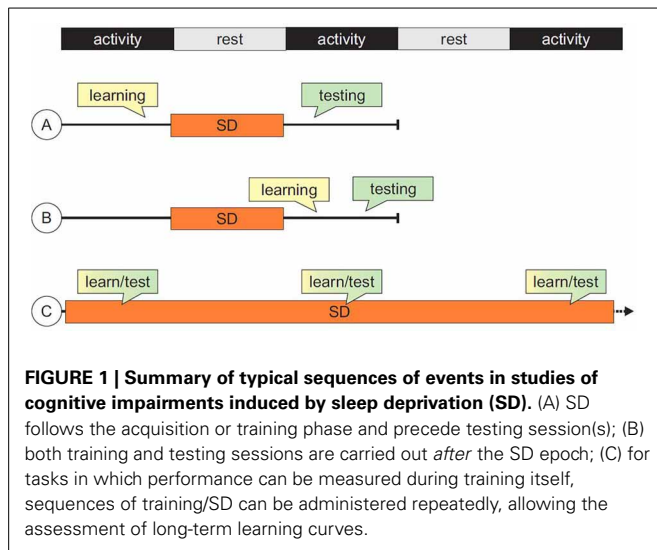 activity rest activity rest activity
learning testing
A SD
learning testing
B SD
learn/test learn/test learn/test
C SD
FIGURE 1 | Summary of typical sequences of events in studies of
cognitive impairments induced by sleep deprivation (SD). (A) SD
follows the acquisition or training phase and precede testing session(s); (B)
both training and testing sessions are carried out after the SD epoch; (C) for
tasks in which performance can be measured during training itself,
sequences of training/SD can be administered repeatedly, allowing the
assessment of long-term learning curves.